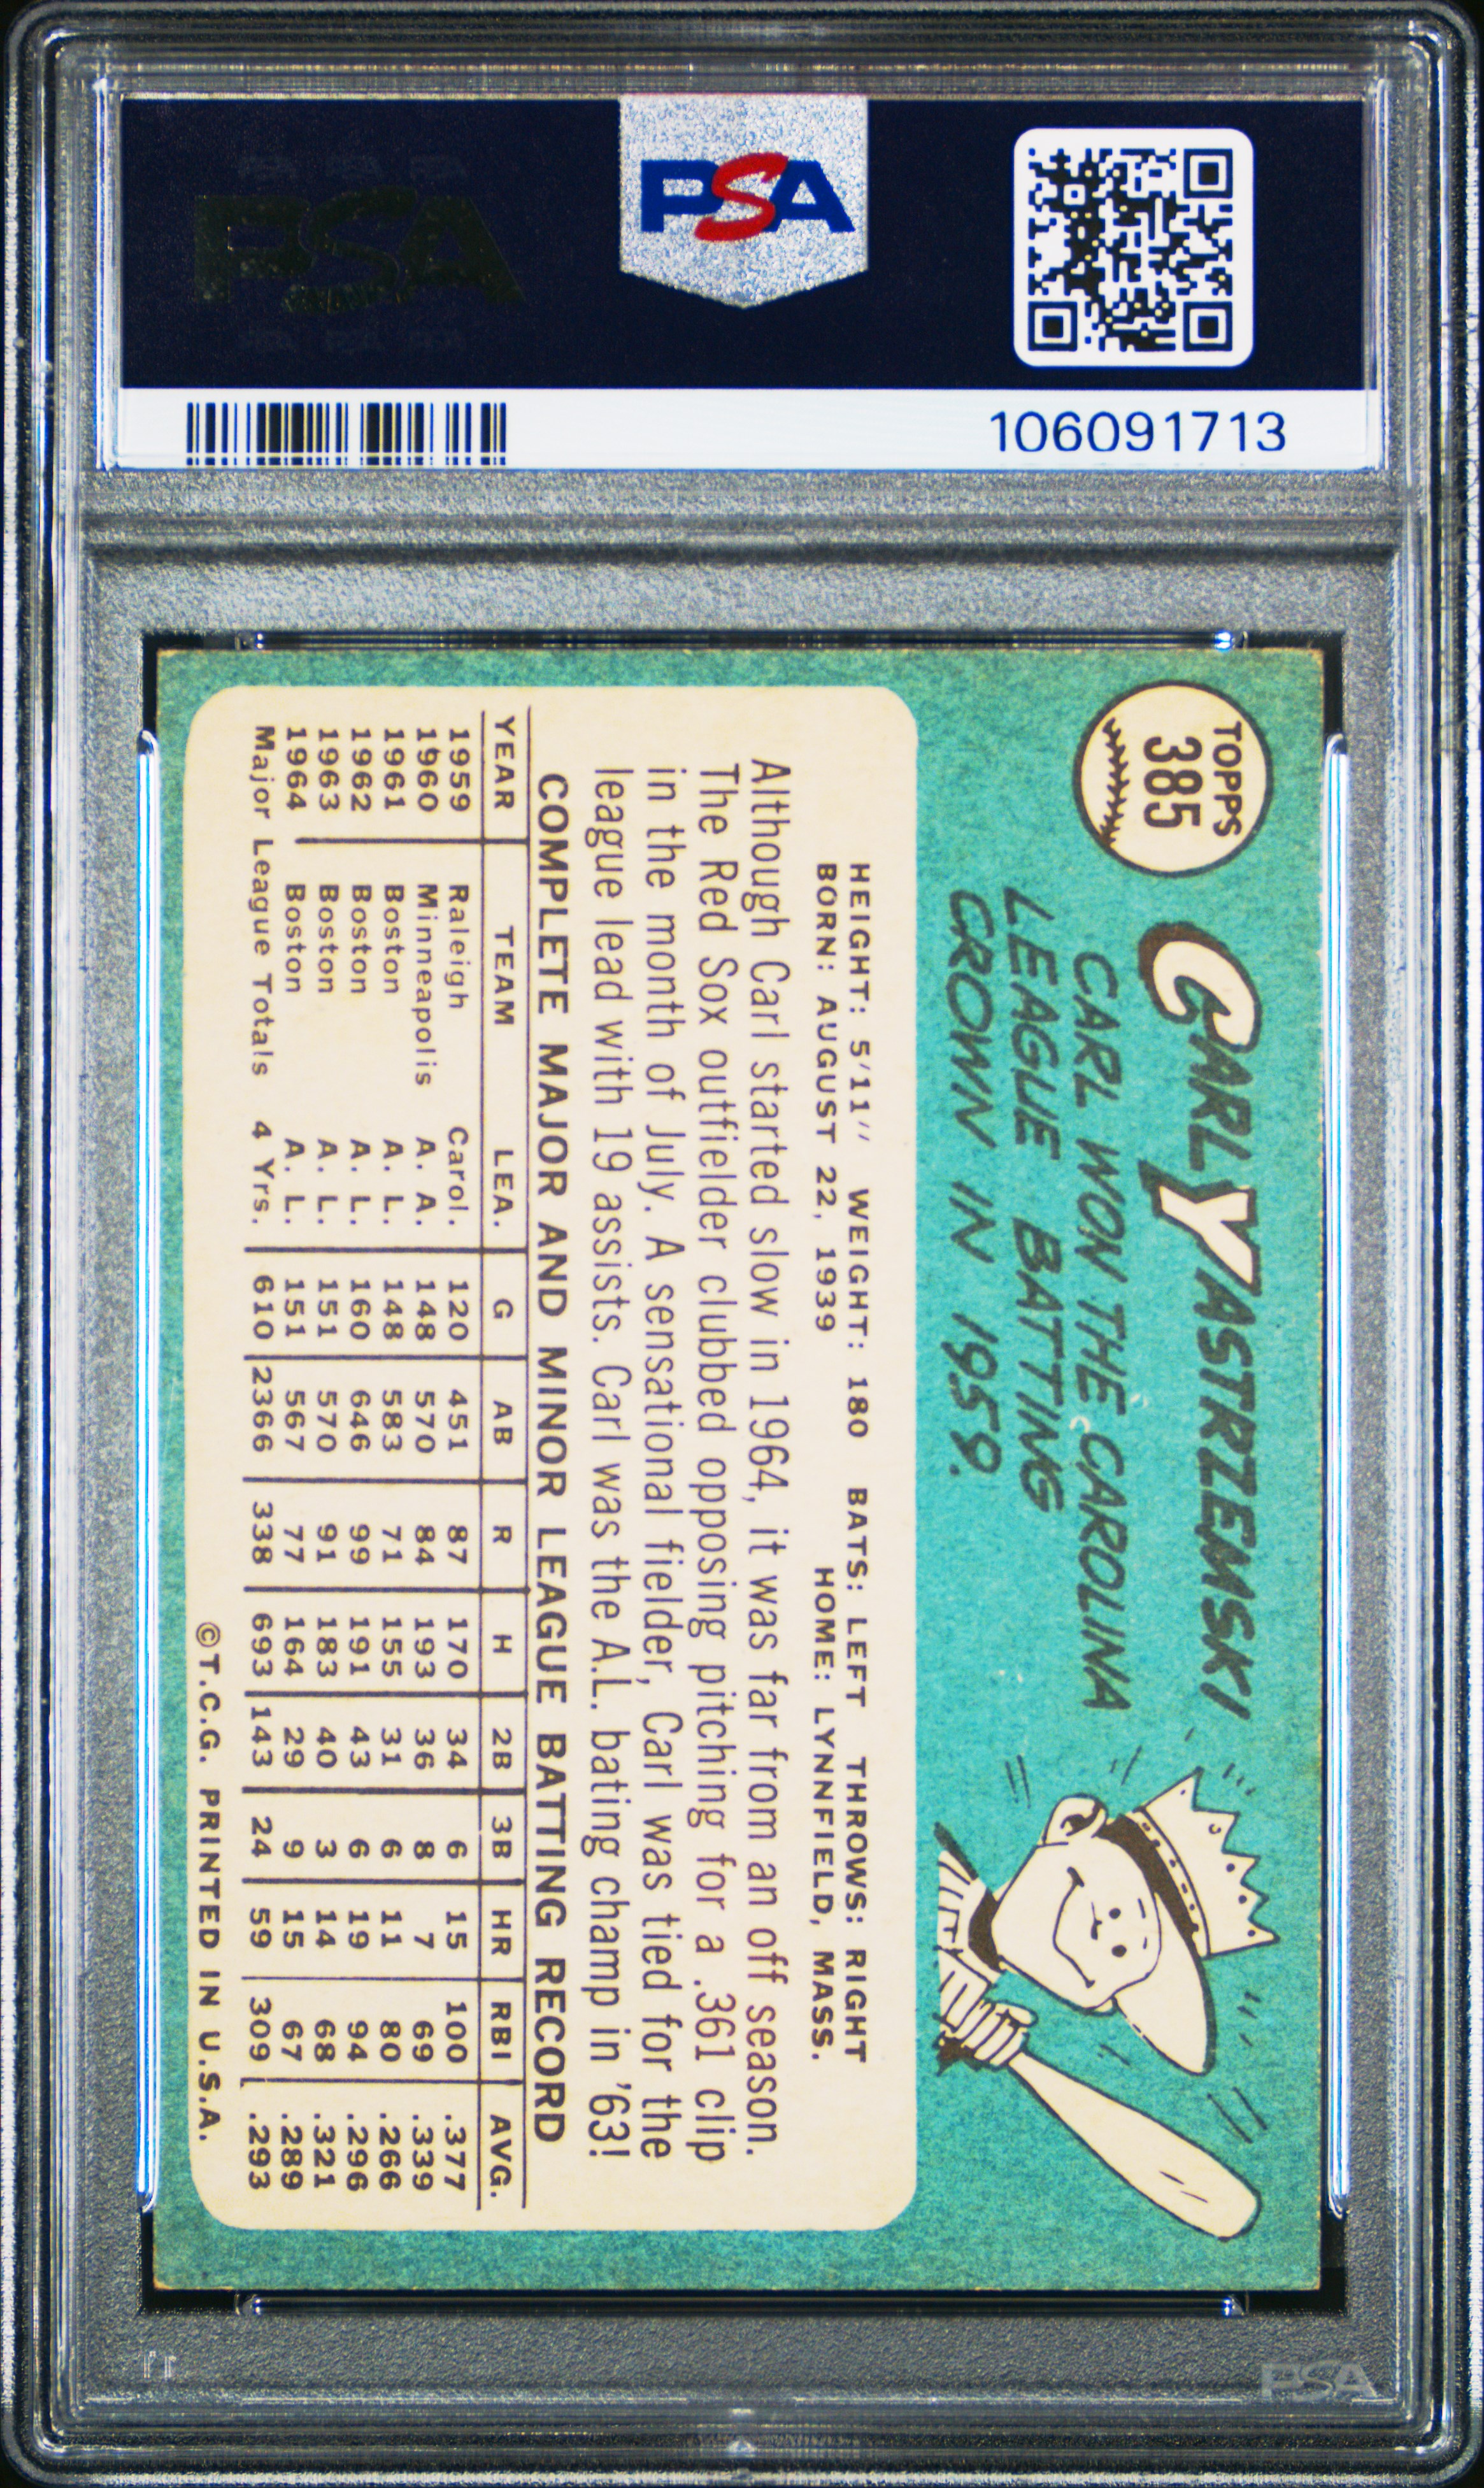 PSA
PSA
106091713
TOPPS
385
CARL YASTRZEMSKI
CARL WON THE CAROLINA
LEAGUE BATTING
CROWN IN 1959.
HEIGHT: 5'11" WEIGHT: 180 BATS: LEFT THROWS: RIGHT
BORN: AUGUST 22, 1939 HOME: LYNNFIELD, MASS.
Although Carl started slow in 1964, it was far from an off season.
The Red Sox outfielder clubbed opposing pitching for a .361 clip
in the month of July. A sensational fielder, Carl was tied for the
league lead with 19 assists. Carl was the A.L. bating champ in '63!
COMPLETE MAJOR AND MINOR LEAGUE BATTING RECORD
YEAR TEAM LEA. G AB R H 2B 3B HR RBI AVG.
1959 Raleigh Carol. 120 451 87 170 34 6 15 100 .377
1960 Minneapolis A. A. 148 570 84 193 36 8 7 69 .339
1961 Boston A. L. 148 583 71 155 31 6 11 80 .266
1962 Boston A. L. 160 646 99 191 43 6 19 94 .296
1963 Boston A. L. 151 570 91 183 40 3 14 68 .321
1964 Boston A. L. 151 567 77 164 29 9 15 67 .289
Major League Totals 4 Yrs. 610 2366 338 693 143 24 59 309 .293
©T.C.G. PRINTED IN U.S.A.
PSA